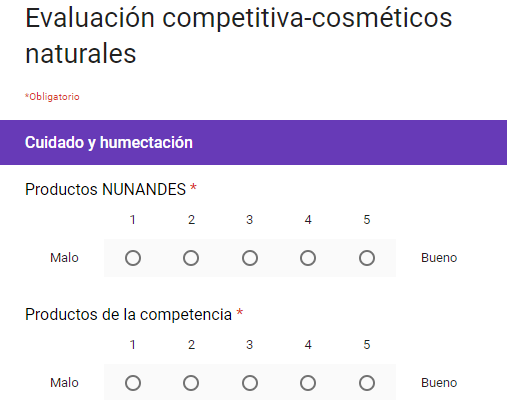 Evaluación competitiva-cosméticos
naturales
*Obligatorio
Cuidado y humectación
Productos NUNANDES *
1 2 3 4 5
Malo Bueno
Productos de la competencia *
1 2 3 4 5
Malo Bueno